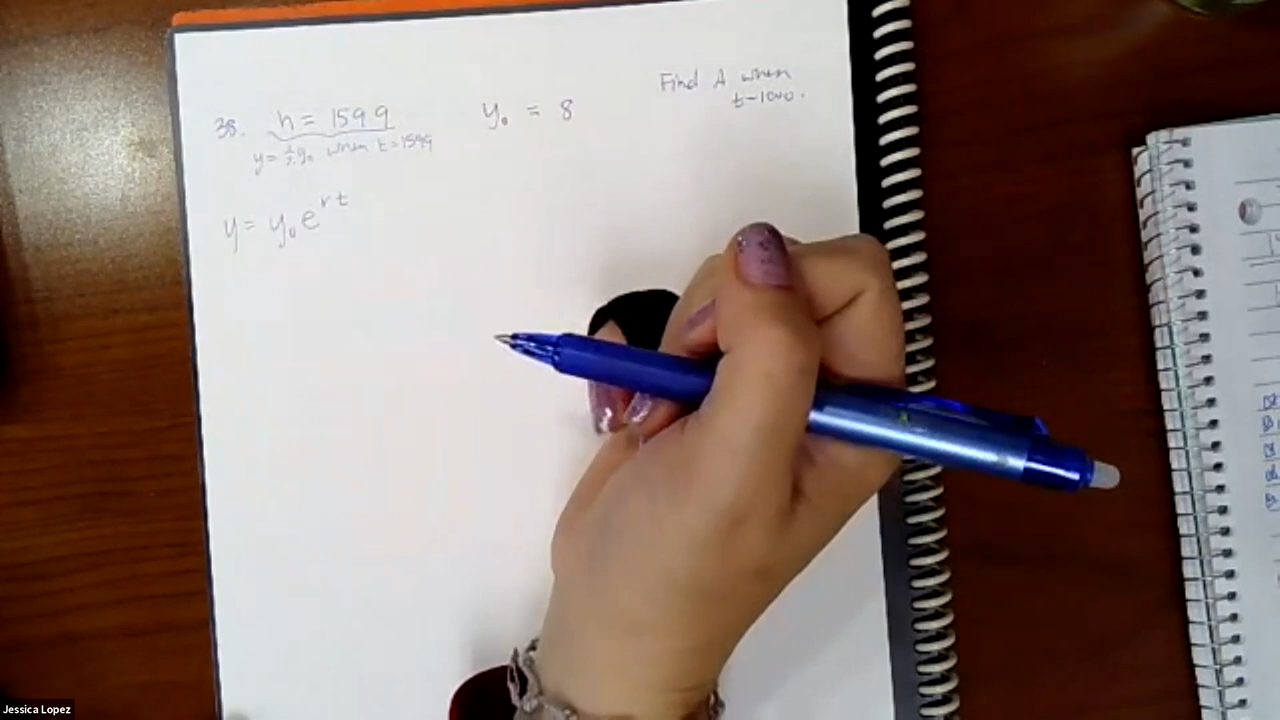 38. h = 1599 y₀ = 8 Find A when
t=1000.
y = ½y₀ when t=1599
y = y₀e^{rt}
Jessica Lopez